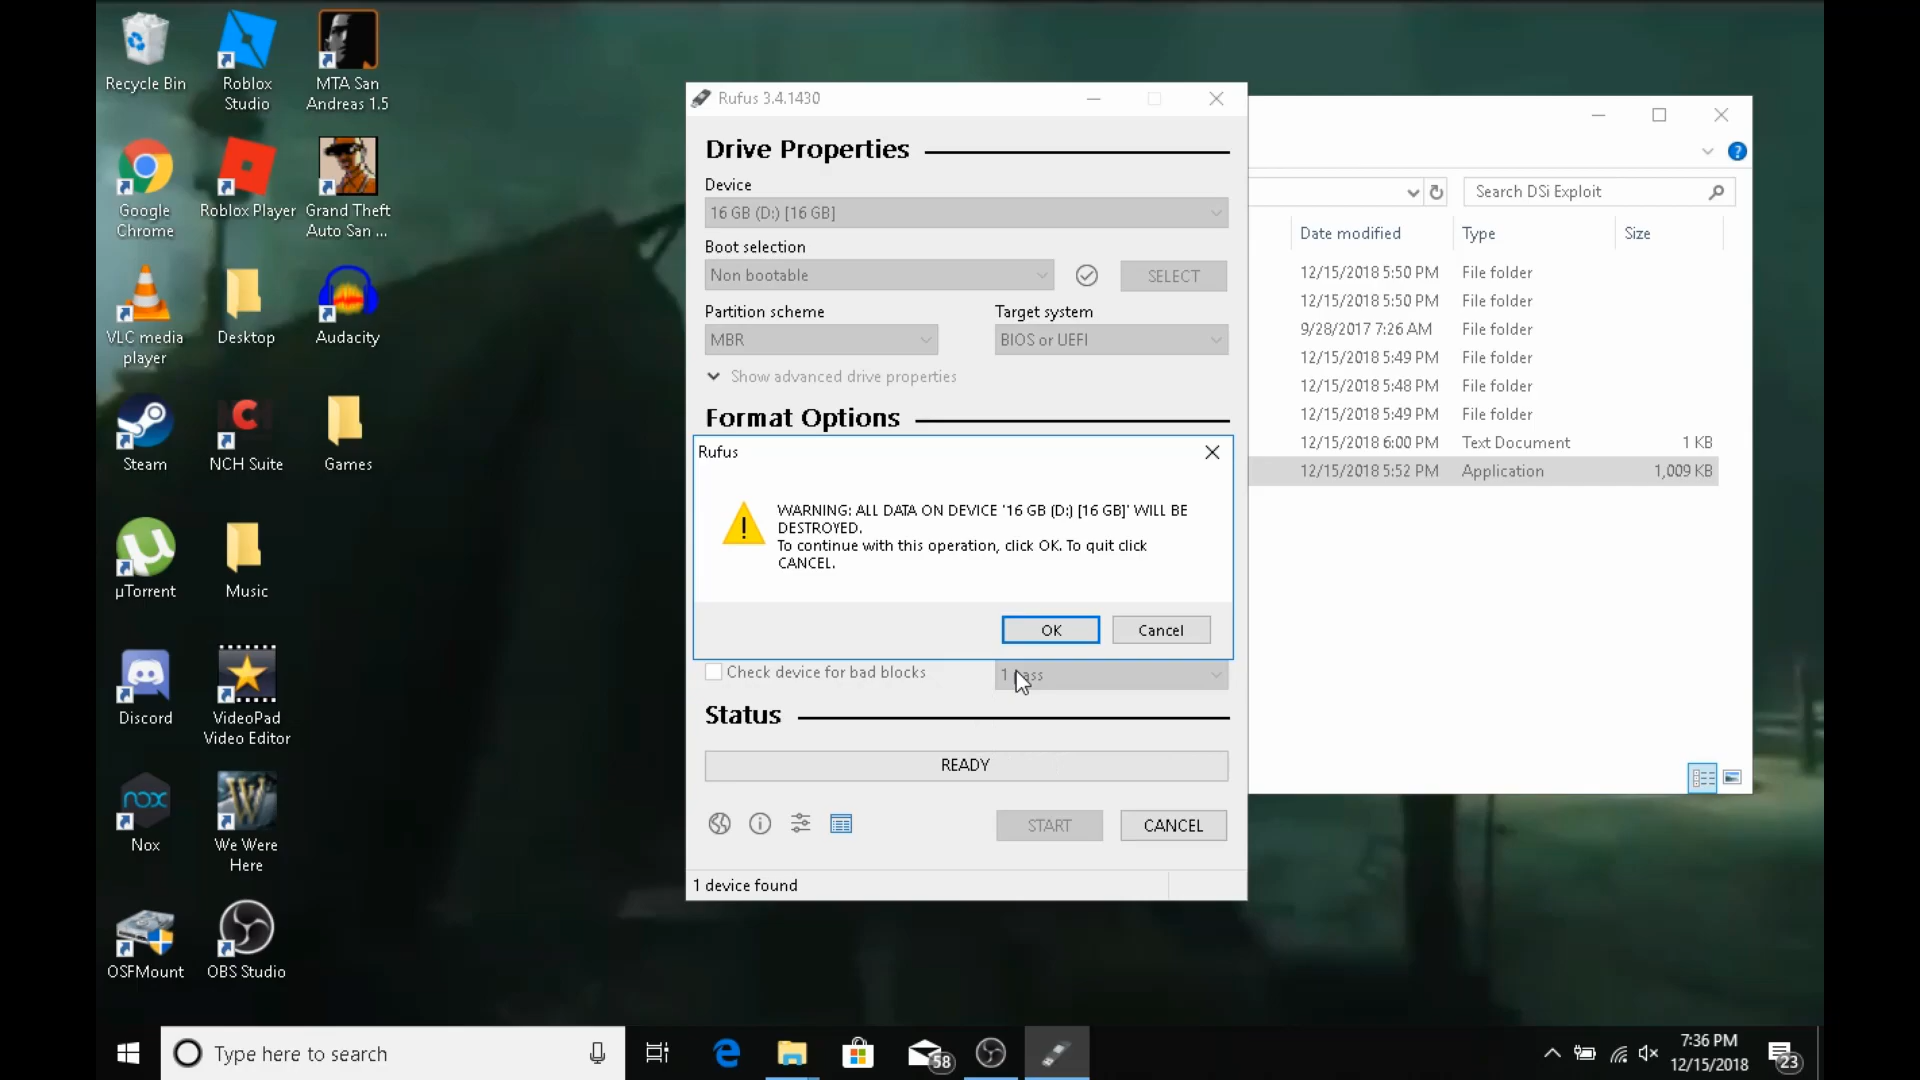 Recycle Bin
Roblox
Studio
MTA San
Andreas 1.5
Google
Chrome
Roblox Player
Grand Theft
Auto San ...
VLC media
player
Desktop
Audacity
Steam
NCH Suite
Games
µTorrent
Music
Discord
VideoPad
Video Editor
Nox
We Were
Here
OSFMount
OBS Studio
Rufus 3.4.1430
Drive Properties
Device
16 GB (D:) [16 GB]
Boot selection
Non bootable
SELECT
Partition scheme
Target system
MBR
BIOS or UEFI
Show advanced drive properties
Format Options
Rufus
WARNING: ALL DATA ON DEVICE '16 GB (D:) [16 GB]' WILL BE
DESTROYED.
To continue with this operation, click OK. To quit click
CANCEL.
OK
Cancel
Check device for bad blocks
1
Status
READY
START
CANCEL
1 device found
Search DSi Exploit
Date modified
Type
Size
12/15/2018 5:50 PM File folder
12/15/2018 5:50 PM File folder
9/28/2017 7:26 AM File folder
12/15/2018 5:49 PM File folder
12/15/2018 5:48 PM File folder
12/15/2018 5:49 PM File folder
12/15/2018 6:00 PM Text Document 1 KB
12/15/2018 5:52 PM Application 1,009 KB
Type here to search
58
7:36 PM
12/15/2018
23